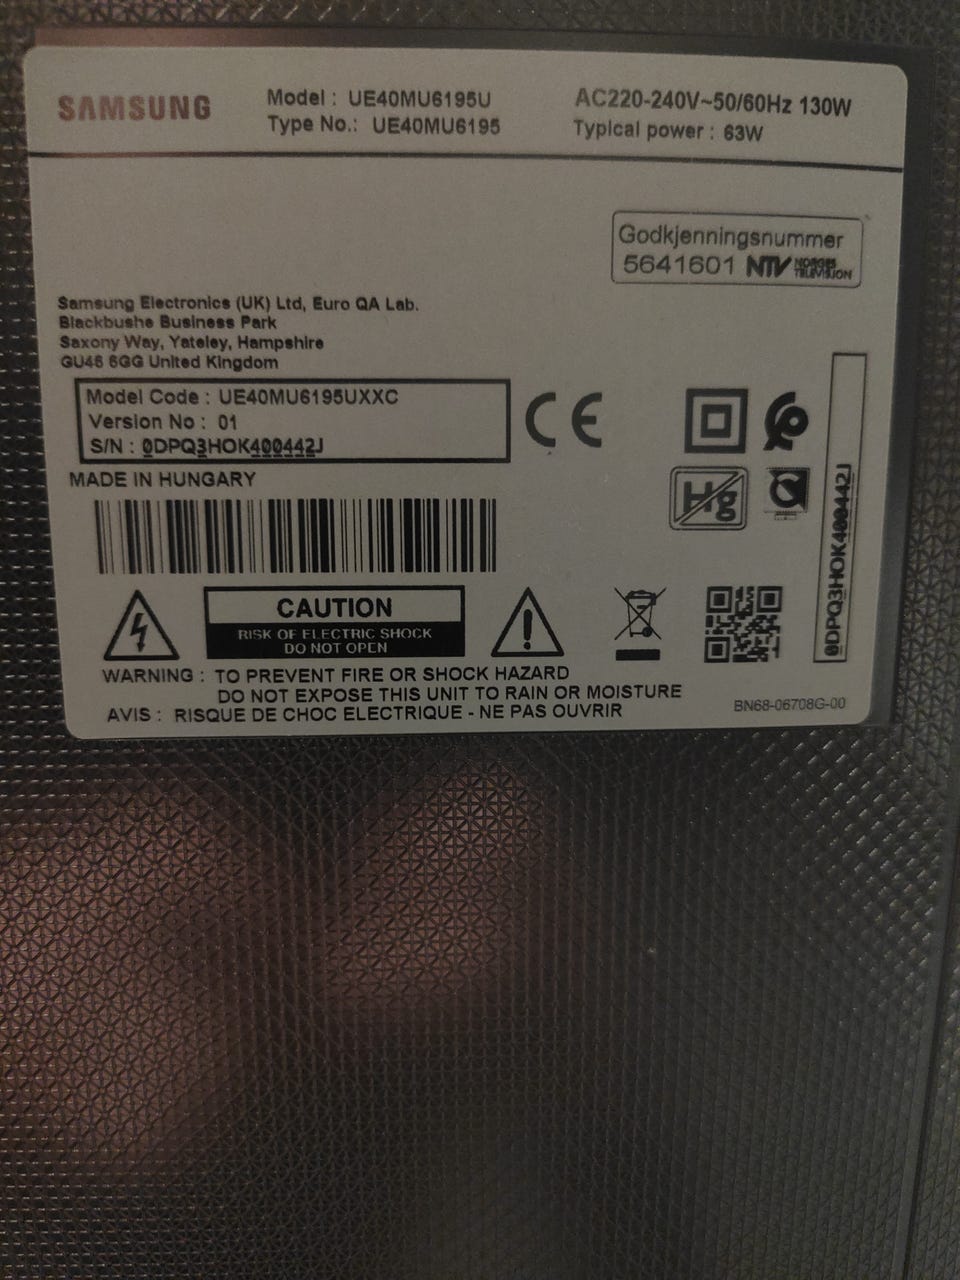 SAMSUNG
Model : UE40MU6195U
Type No.: UE40MU6195
AC220-240V~50/60Hz 130W
Typical power : 63W
Godkjenningsnummer
5641601 NTV NORGES TELEVISJON
Samsung Electronics (UK) Ltd, Euro QA Lab.
Blackbushe Business Park
Saxony Way, Yateley, Hampshire
GU46 6GG United Kingdom
Model Code : UE40MU6195UXXC
Version No : 01
S/N : 0DPQ3HOK400442J
MADE IN HUNGARY
CE
Hg
0DPQ3HOK400442J
CAUTION
RISK OF ELECTRIC SHOCK
DO NOT OPEN
WARNING : TO PREVENT FIRE OR SHOCK HAZARD
DO NOT EXPOSE THIS UNIT TO RAIN OR MOISTURE
AVIS : RISQUE DE CHOC ELECTRIQUE - NE PAS OUVRIR
BN68-06708G-00